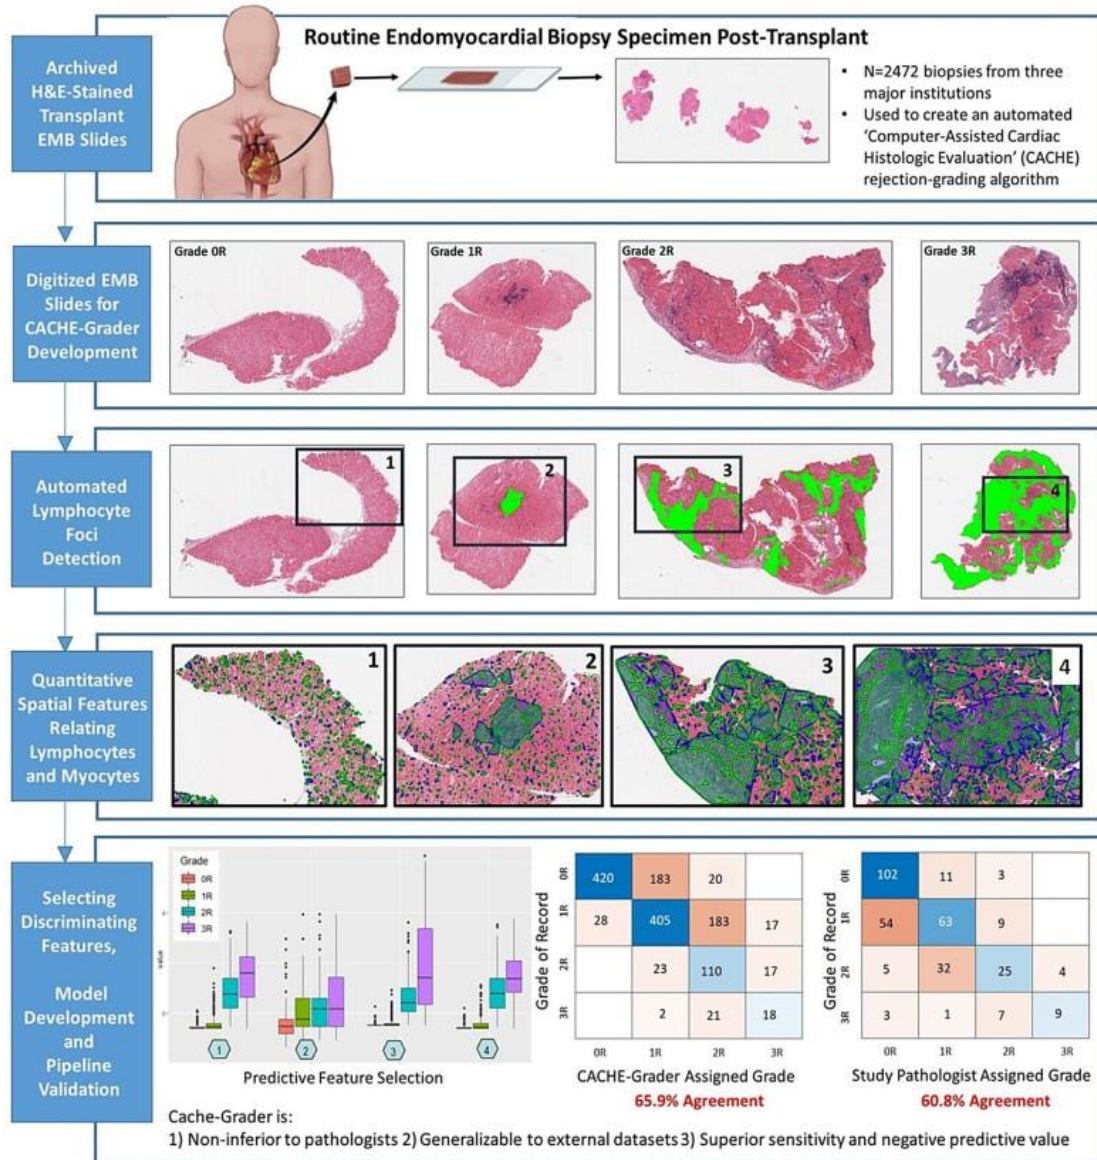 Archived
H&E-Stained
Transplant
EMB Slides
Routine Endomyocardial Biopsy Specimen Post-Transplant
• N=2472 biopsies from three
major institutions
• Used to create an automated
'Computer-Assisted Cardiac
Histologic Evaluation' (CACHE)
rejection-grading algorithm
Digitized EMB
Slides for
CACHE-Grader
Development
Grade 0R
Grade 1R
Grade 2R
Grade 3R
Automated
Lymphocyte
Foci
Detection
1
2
3
4
Quantitative
Spatial Features
Relating
Lymphocytes
and Myocytes
1
2
3
4
Selecting
Discriminating
Features,
Model
Development
and
Pipeline
Validation
Grade
0R
1R
2R
3R
value
1
2
3
4
Predictive Feature Selection
Grade of Record
0R 420 183 20
1R 28 405 183 17
2R 23 110 17
3R 2 21 18
0R 1R 2R 3R
CACHE-Grader Assigned Grade
65.9% Agreement
Grade of Record
0R 102 11 3
1R 54 63 9
2R 5 32 25 4
3R 3 1 7 9
0R 1R 2R 3R
Study Pathologist Assigned Grade
60.8% Agreement
Cache-Grader is:
1) Non-inferior to pathologists 2) Generalizable to external datasets 3) Superior sensitivity and negative predictive value